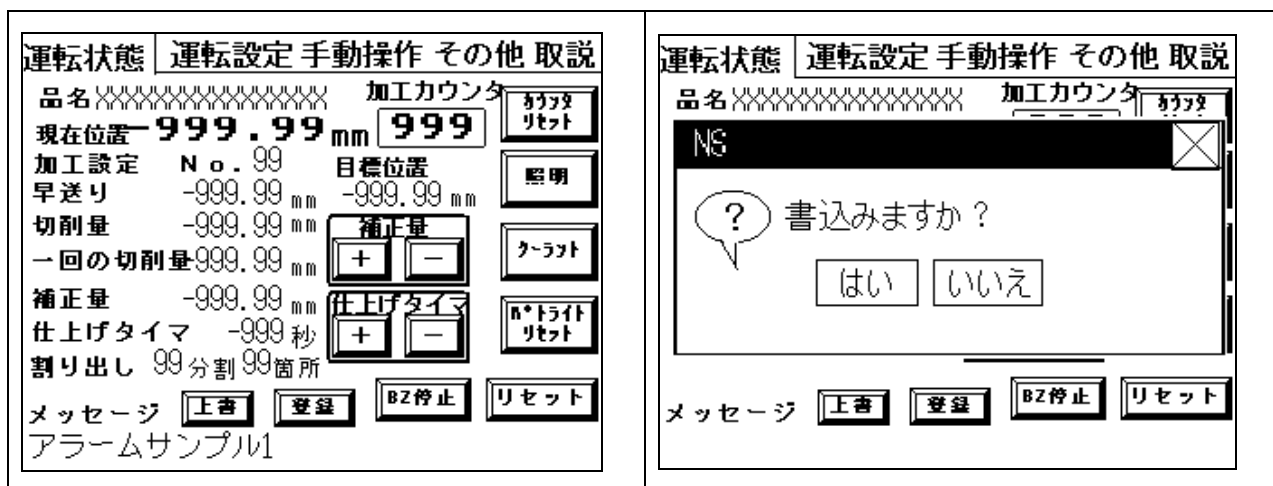 運転状態 運転設定 手動操作 その他 取説
品名XXXXXXXXXXXXXXXX 加工カウンタ
カウンタ
リセット
現在位置-999.99mm 999
加工設定 No.99 目標位置
照明
早送り -999.99mm -999.99mm
切削量 -999.99mm 補正量
一回の切削量-999.99mm + -
クーラント
補正量 -999.99mm 仕上げタイマ
パトライト
リセット
仕上げタイマ -999秒 + -
割り出し 99分割99箇所
メッセージ 上書 登録 BZ停止 リセット
アラームサンプル1
運転状態 運転設定 手動操作 その他 取説
品名XXXXXXXXXXXXXXXX 加工カウンタ
カウンタ
NS
? 書込みますか?
はい いいえ
メッセージ 上書 登録 BZ停止 リセット